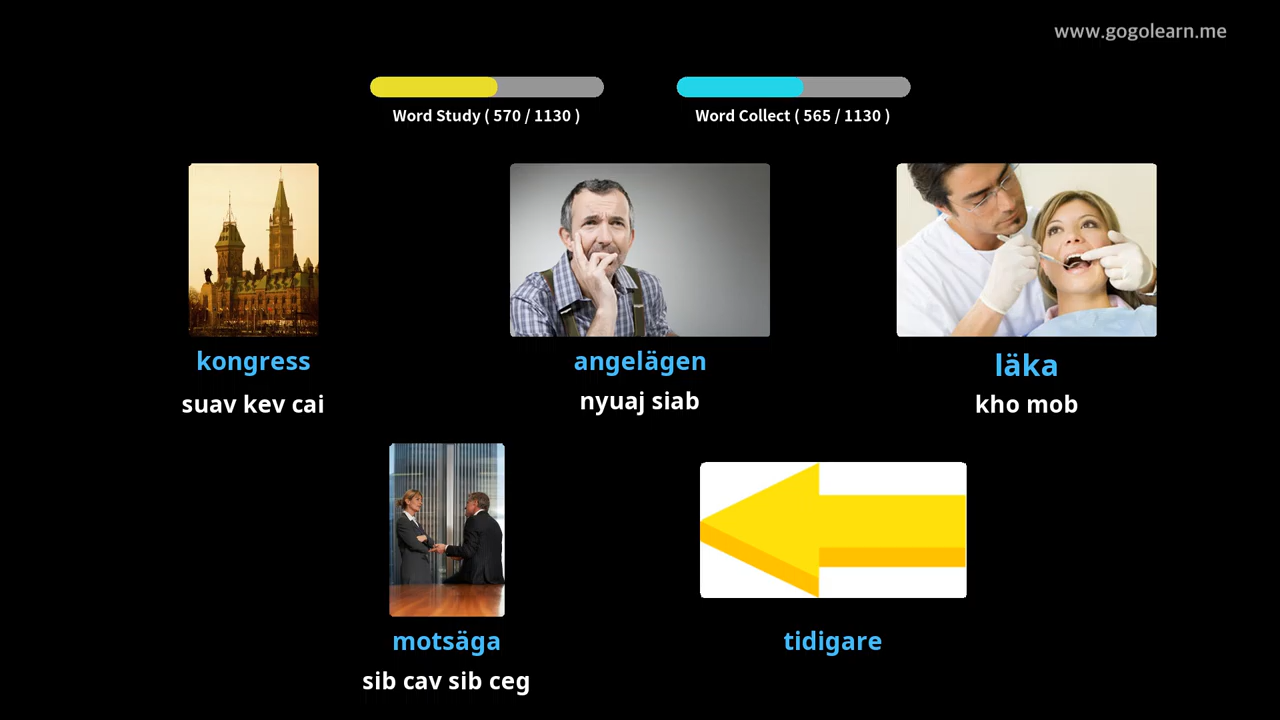 www.gogolearn.me
Word Study ( 570 / 1130 )
Word Collect ( 565 / 1130 )
kongress
suav kev cai
angelägen
nyuaj siab
läka
kho mob
motsäga
sib cav sib ceg
tidigare